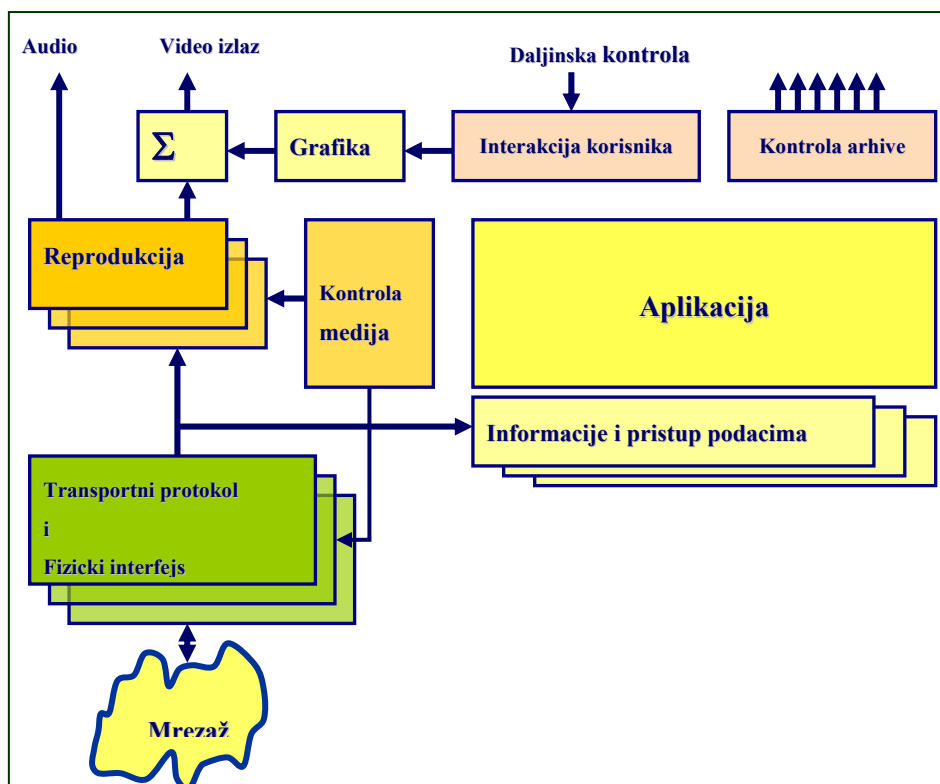 Audio
Video izlaz
Daljinska kontrola
Σ
Grafika
Interakcija korisnika
Kontrola arhive
Reprodukcija
Kontrola
medija
Aplikacija
Informacije i pristup podacima
Transportni protokol
i
Fizicki interfejs
Mrezaž